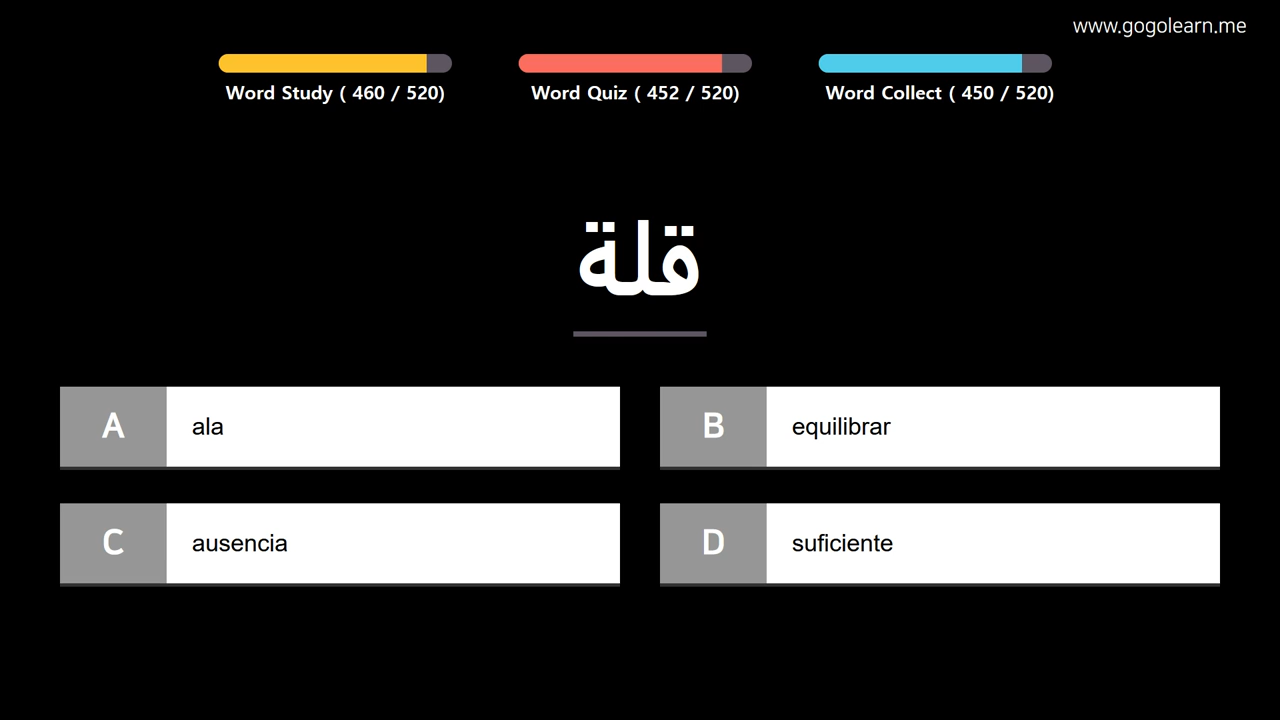 www.gogolearn.me
Word Study ( 460 / 520)
Word Quiz ( 452 / 520)
Word Collect ( 450 / 520)
قلة
A ala
B equilibrar
C ausencia
D suficiente